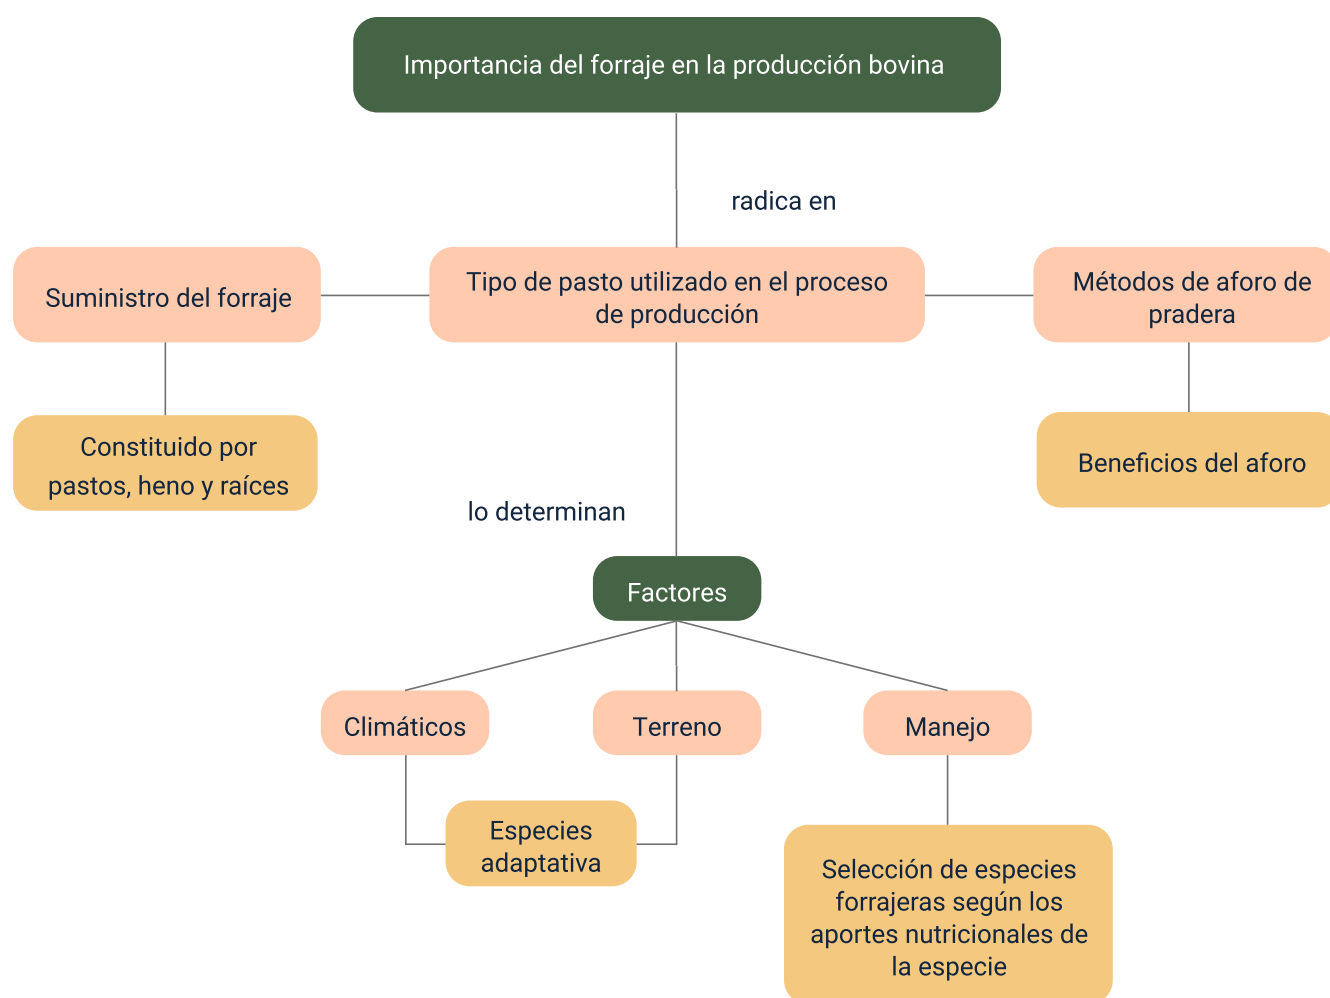 Importancia del forraje en la producción bovina
radica en
Suministro del forraje
Tipo de pasto utilizado en el proceso
de producción
Métodos de aforo de
pradera
Constituido por
pastos, heno y raíces
Beneficios del aforo
lo determinan
Factores
Climáticos
Terreno
Manejo
Especies
adaptativa
Selección de especies
forrajeras según los
aportes nutricionales de
la especie